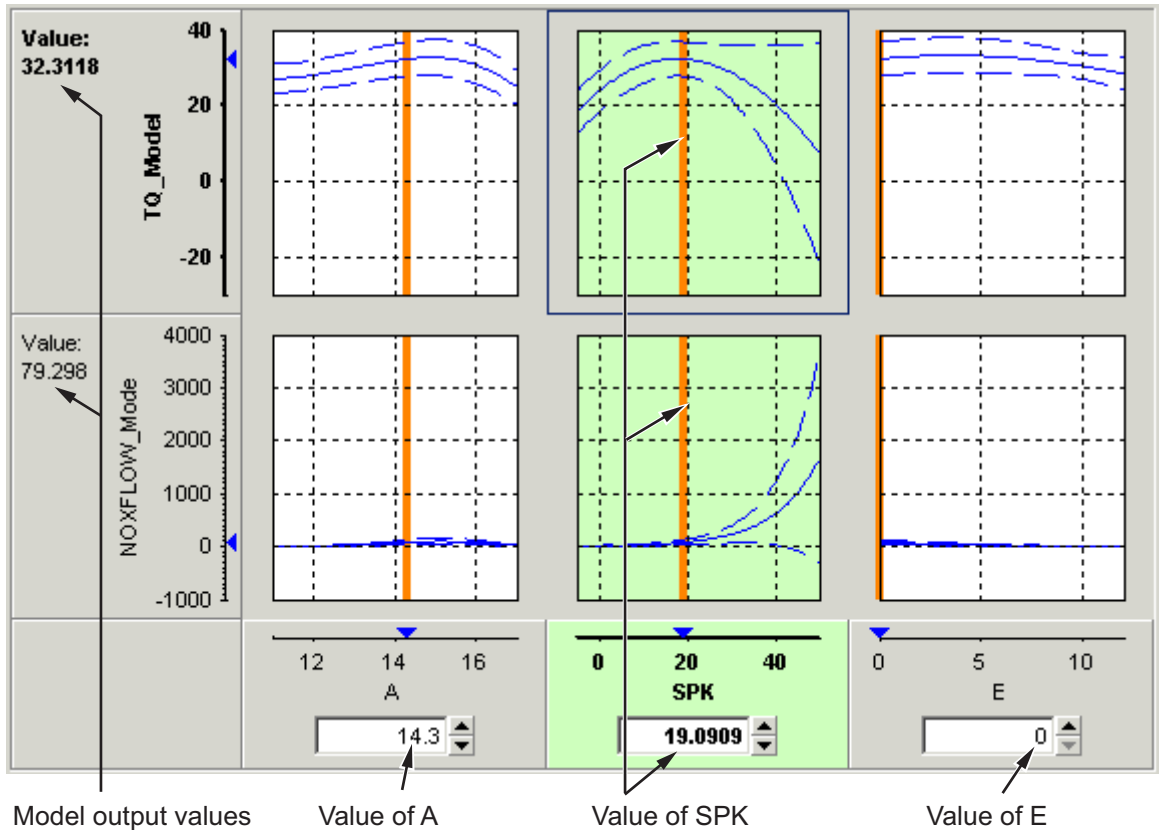 Value:
32.3118
TQ_Model
40
20
0
-20
Value:
79.298
NOXFLOW_Mode
4000
3000
2000
1000
0
-1000
12 14 16
A
14.3
0 20 40
SPK
19.0909
0 5 10
E
0
Model output values Value of A Value of SPK Value of E